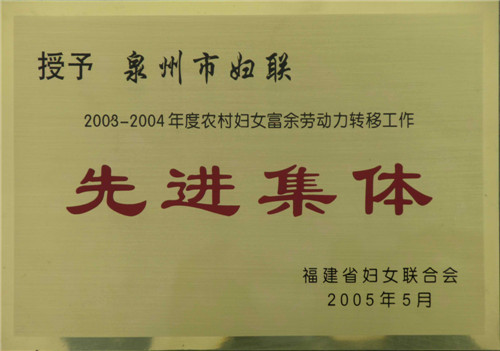 授予 泉州市妇联
2003-2004年度农村妇女富余劳动力转移工作
先进集体
福建省妇女联合会
2005年5月